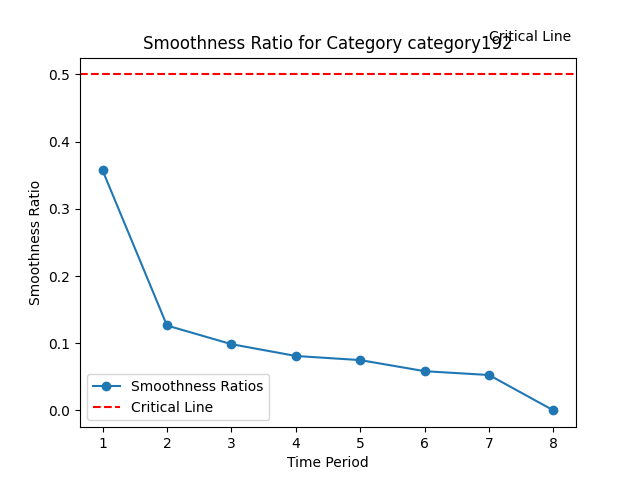 Critical Line
Smoothness Ratio for Category category192
0.5
0.4
0.3
0.2
0.1
0.0
Smoothness Ratio
Smoothness Ratios
Critical Line
1 2 3 4 5 6 7 8
Time Period